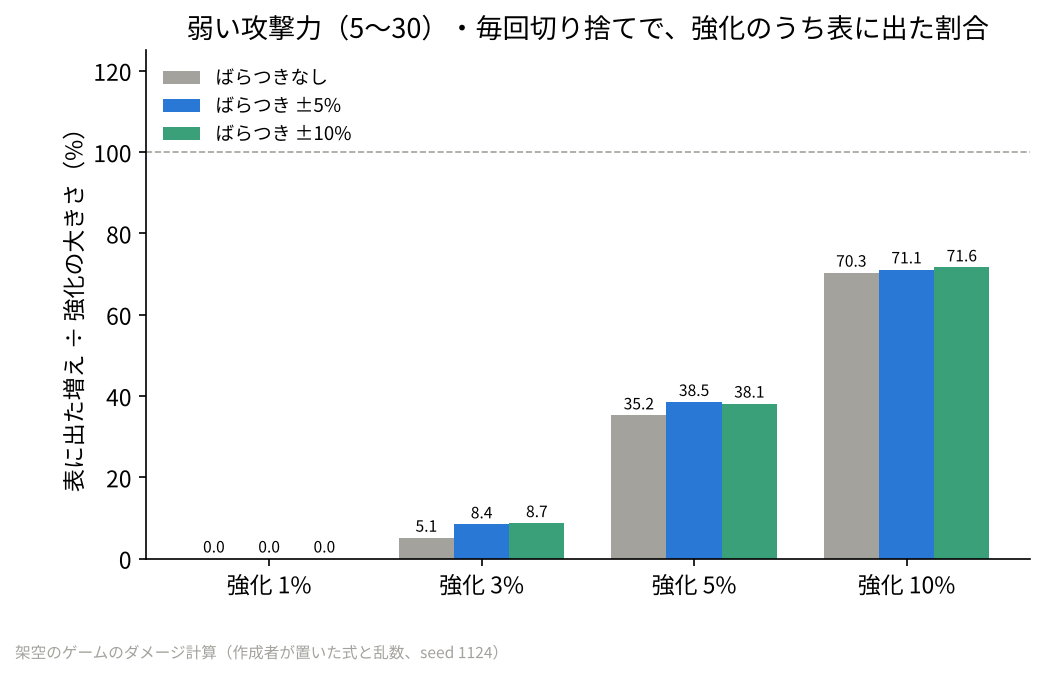 弱い攻撃力（5〜30）・毎回切り捨てで、強化のうち表に出た割合
表に出た増え ÷ 強化の大きさ（%）
120
100
80
60
40
20
0
ばらつきなし
ばらつき ±5%
ばらつき ±10%
0.0
0.0
0.0
5.1
8.4
8.7
35.2
38.5
38.1
70.3
71.1
71.6
強化 1%
強化 3%
強化 5%
強化 10%
架空のゲームのダメージ計算（作成者が置いた式と乱数、seed 1124）